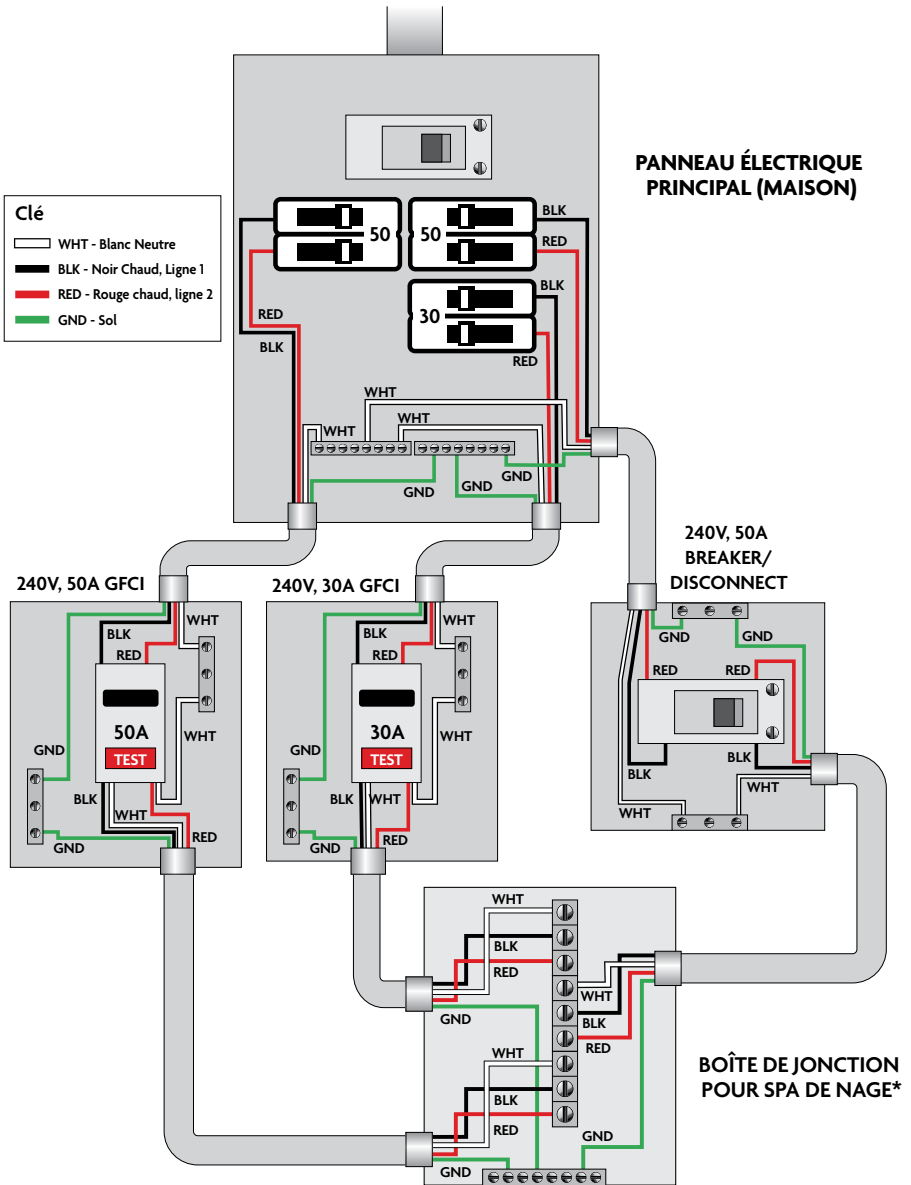 PANNEAU ÉLECTRIQUE
PRINCIPAL (MAISON)
Clé
WHT - Blanc Neutre
BLK - Noir Chaud, Ligne 1
RED - Rouge chaud, ligne 2
GND - Sol
50
50
BLK
RED
BLK
30
RED
RED
BLK
WHT
WHT
WHT
GND
GND
GND
240V, 50A GFCI
240V, 30A GFCI
240V, 50A
BREAKER/
DISCONNECT
WHT
BLK
RED
50A
TEST
WHT
GND
BLK
WHT
RED
GND
WHT
BLK
RED
30A
TEST
WHT
GND
BLK
WHT
RED
GND
GND
GND
RED
RED
BLK
BLK
WHT
WHT
WHT
BLK
RED
GND
WHT
BLK
RED
WHT
BLK
RED
GND
GND
BOÎTE DE JONCTION
POUR SPA DE NAGE*